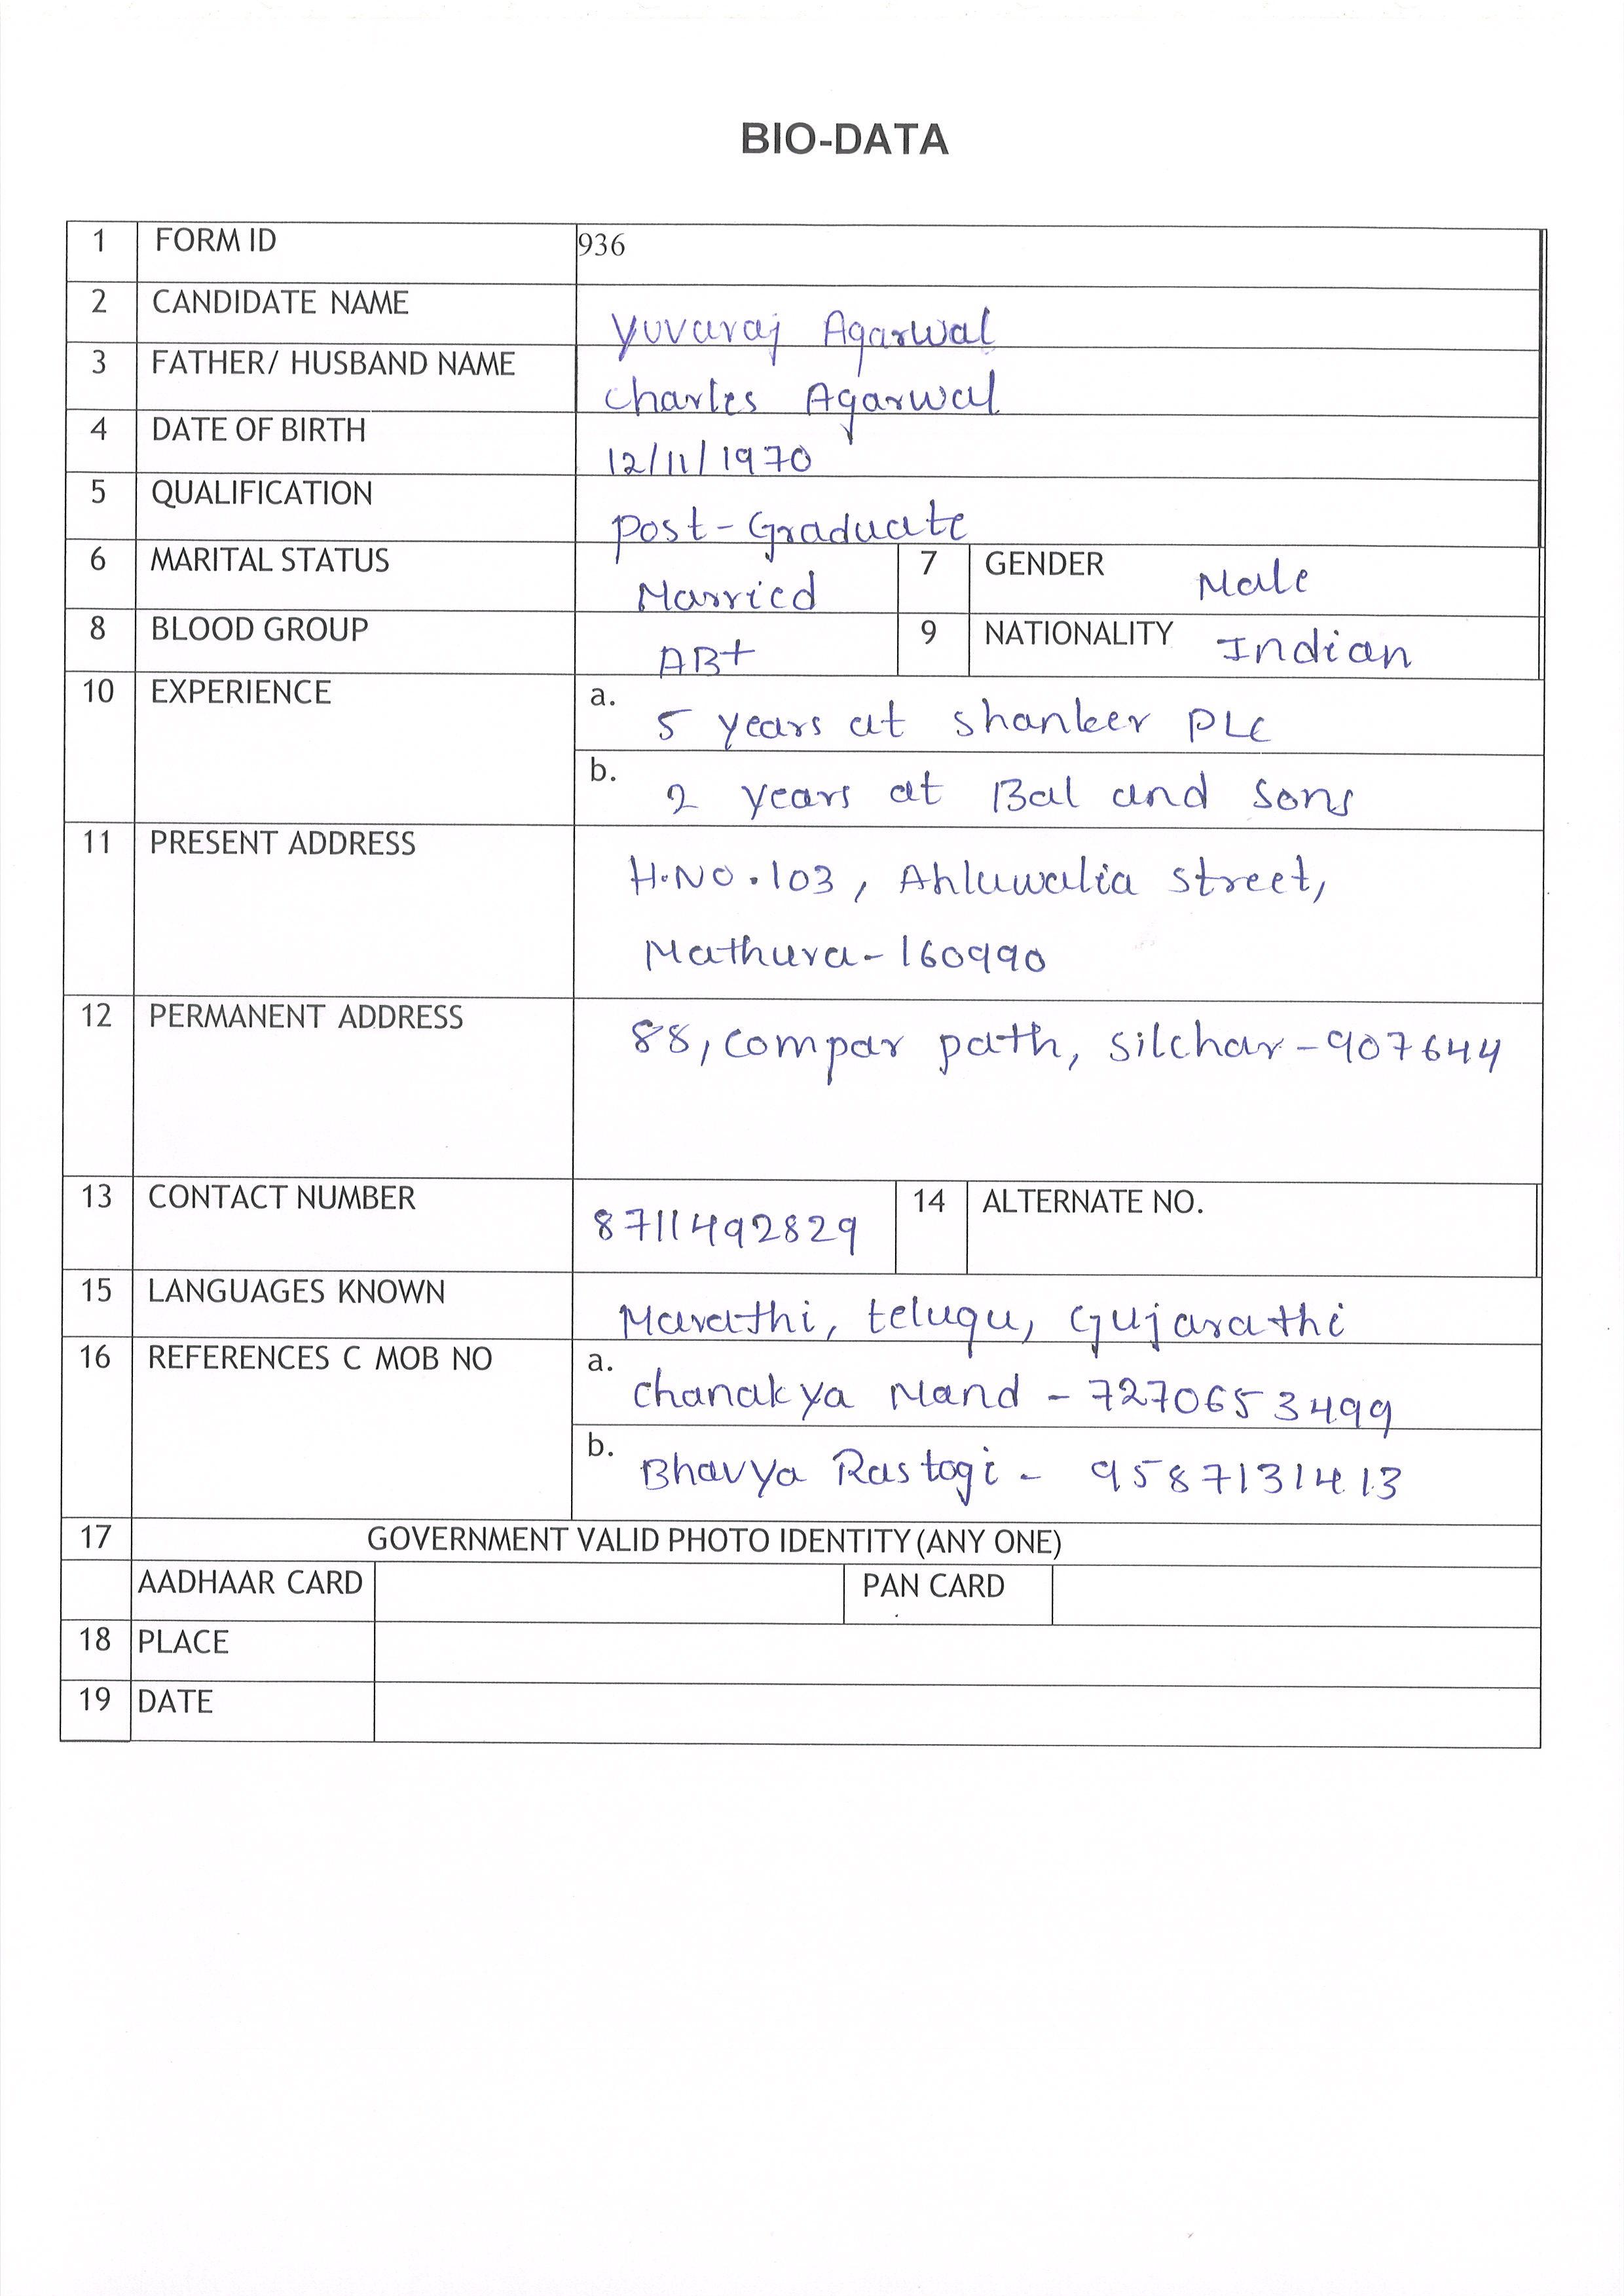 BIO-DATA
1 FORM ID 936
2 CANDIDATE NAME Yuvaraj Agarwal
3 FATHER/ HUSBAND NAME Charles Agarwal
4 DATE OF BIRTH 12/11/1970
5 QUALIFICATION Post-Graduate
6 MARITAL STATUS Married 7 GENDER Male
8 BLOOD GROUP AB+ 9 NATIONALITY Indian
10 EXPERIENCE a. 5 years at shanker PLC
b. 2 years at Bal and sons
11 PRESENT ADDRESS H.NO.103, Ahluwalia street,
Mathura-160990
12 PERMANENT ADDRESS 88, compar path, silchar-907644
13 CONTACT NUMBER 8711492829 14 ALTERNATE NO.
15 LANGUAGES KNOWN Marathi, telugu, Gujarathi
16 REFERENCES C MOB NO a. chanakya Mand - 7270653499
b. Bhavya Rastogi - 9587131413
17 GOVERNMENT VALID PHOTO IDENTITY (ANY ONE)
AADHAAR CARD PAN CARD
18 PLACE
19 DATE